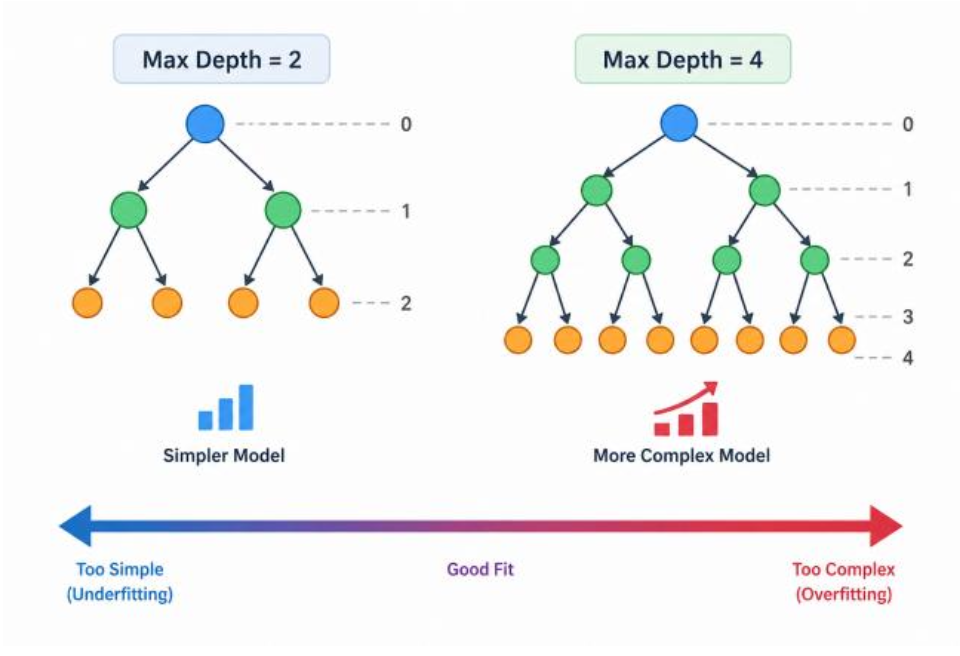 Max Depth = 2
Max Depth = 4
0
1
2
0
1
2
3
4
Simpler Model
More Complex Model
Too Simple
(Underfitting)
Good Fit
Too Complex
(Overfitting)